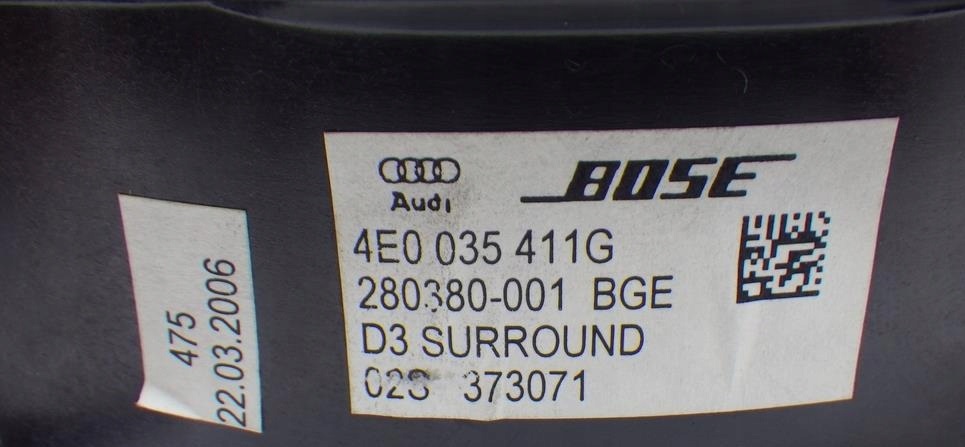 Audi
BOSE
4E0 035 411G
280380-001 BGE
D3 SURROUND
373071
475
22.03.2006